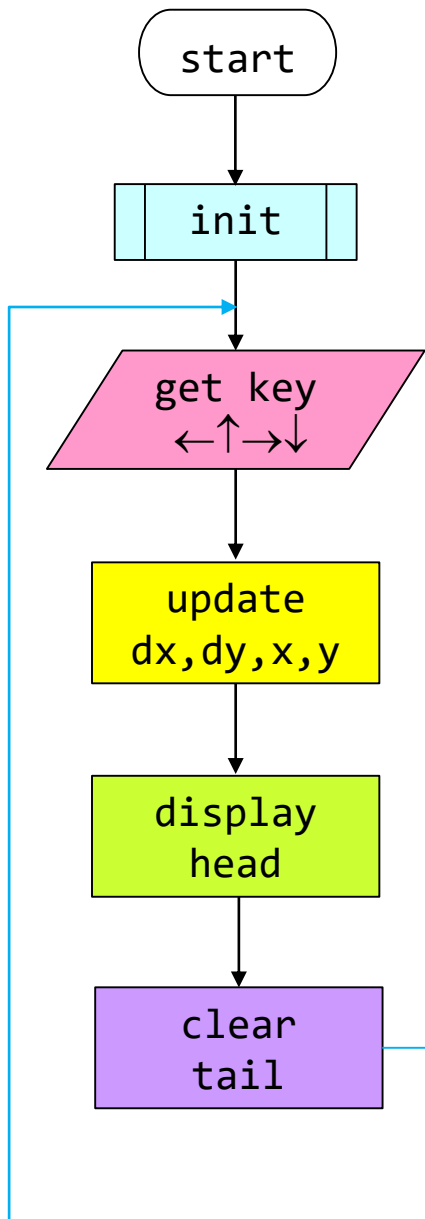 start
init
get key
←↑→↓
update
dx,dy,x,y
display
head
clear
tail